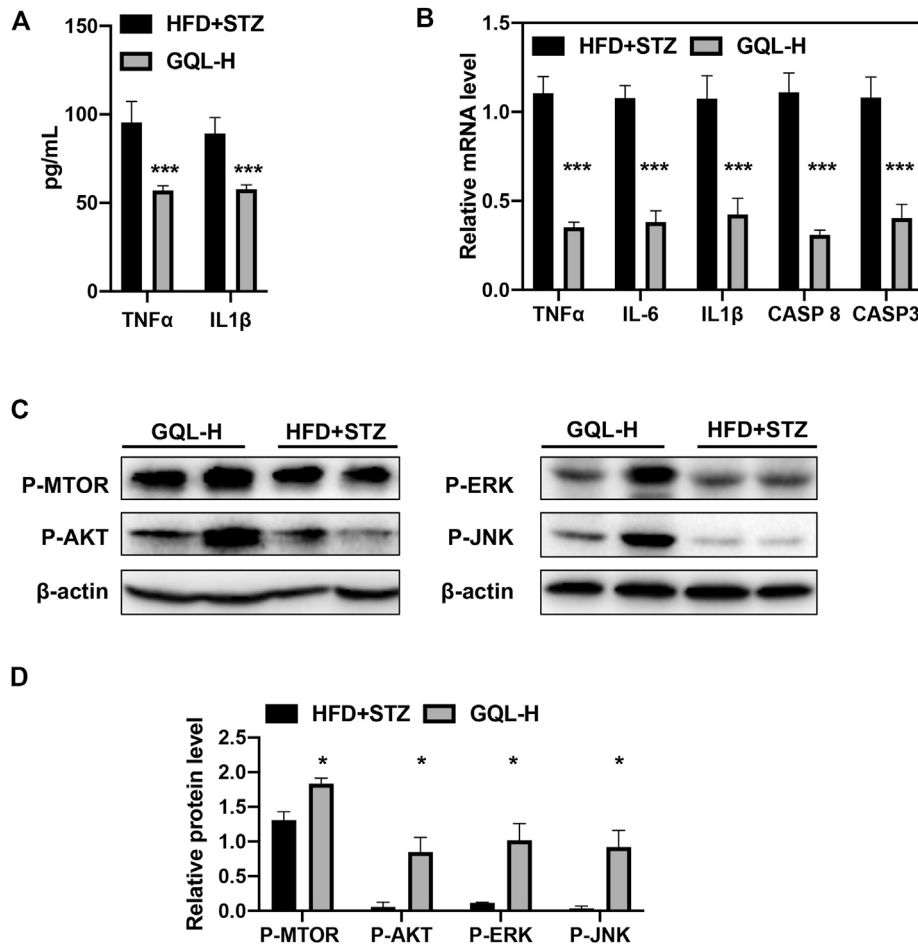 A
HFD+STZ
GQL-H
pg/mL
150
100
50
0
***
***
TNFα IL1β
B
HFD+STZ GQL-H
Relative mRNA level
1.5
1.0
0.5
0.0
*** *** *** *** ***
TNFα IL-6 IL1β CASP 8 CASP3
C
GQL-H HFD+STZ
P-MTOR
P-AKT
β-actin
GQL-H HFD+STZ
P-ERK
P-JNK
β-actin
D
HFD+STZ GQL-H
Relative protein level
2.5
2.0
1.5
1.0
0.5
0.0
* * * *
P-MTOR P-AKT P-ERK P-JNK